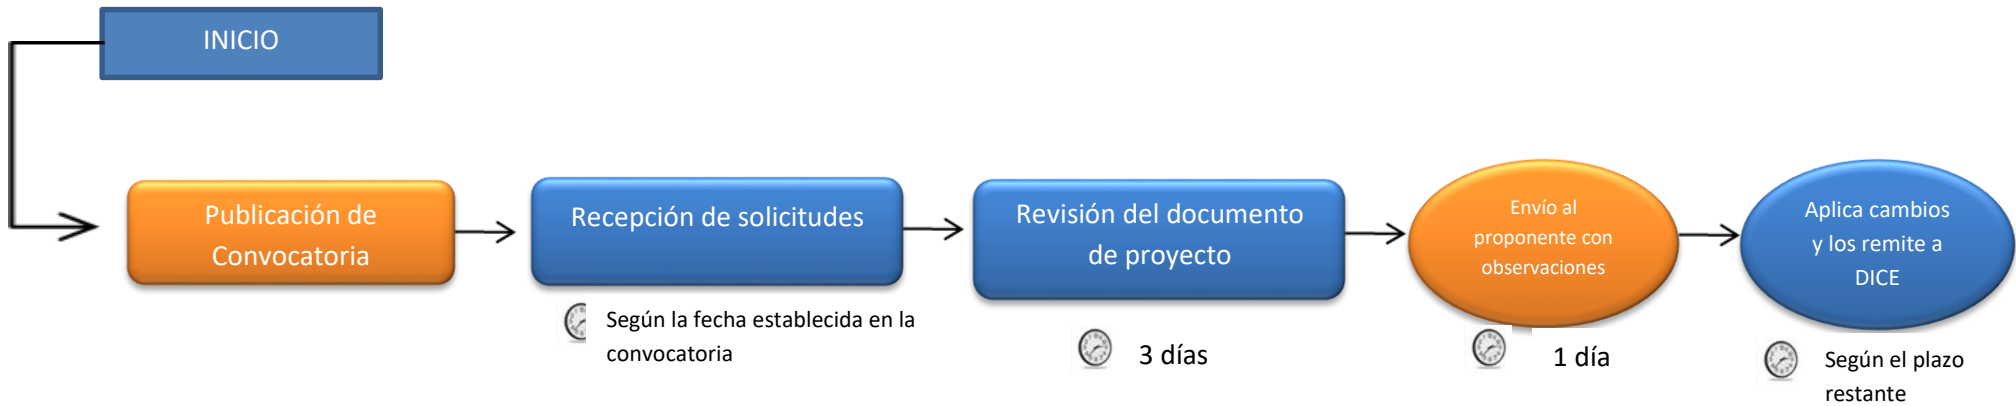 INICIO
Publicación de
Convocatoria
Recepción de solicitudes
Según la fecha establecida en la
convocatoria
Revisión del documento
de proyecto
3 días
Envío al
proponente con
observaciones
1 día
Aplica cambios
y los remite a
DICE
Según el plazo
restante